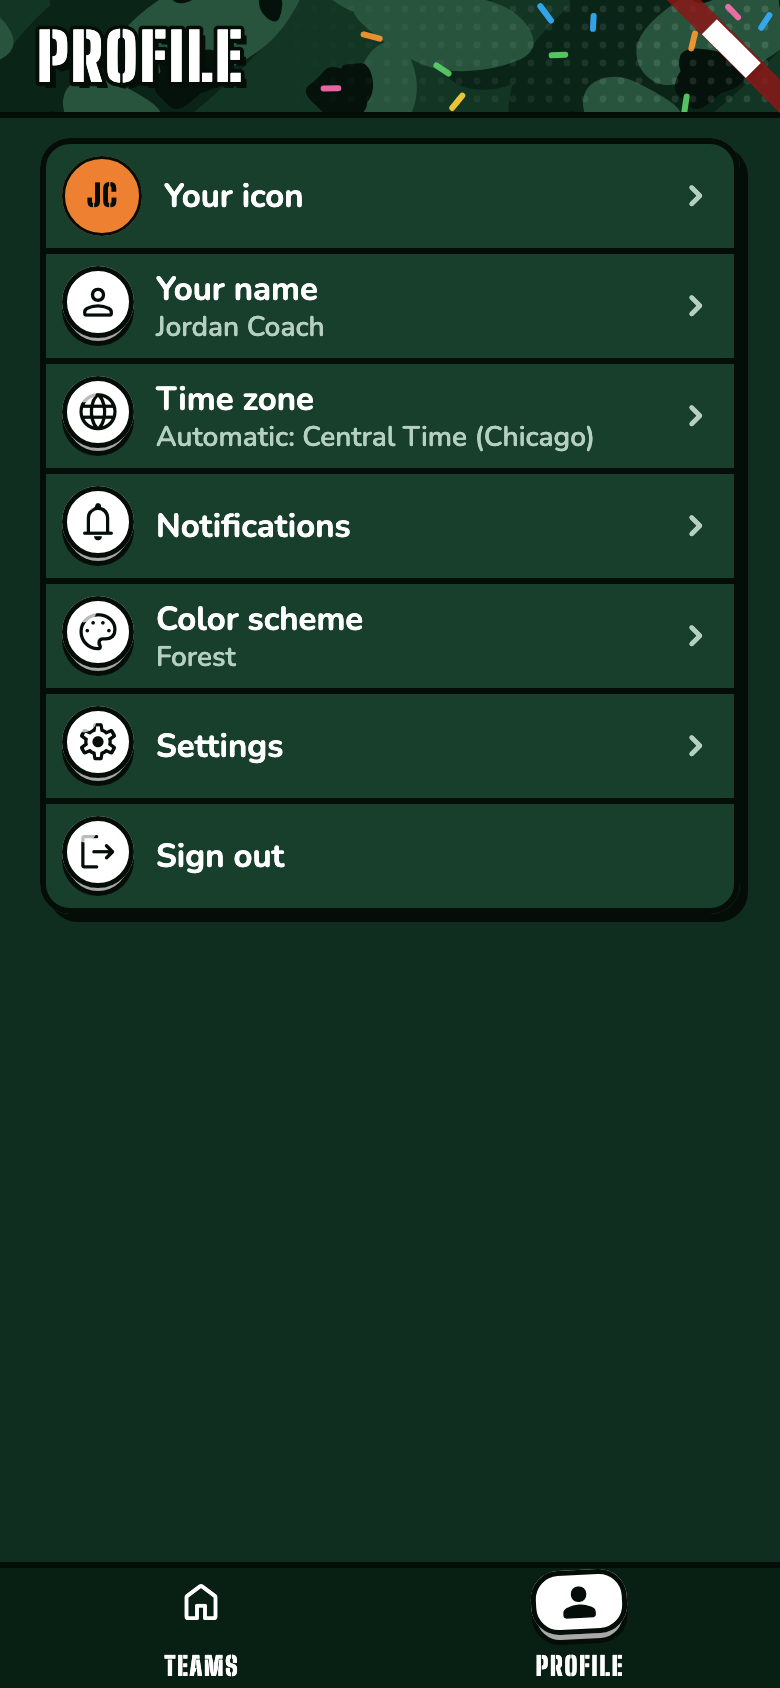 PROFILE
JC
Your icon
Your name
Jordan Coach
Time zone
Automatic: Central Time (Chicago)
Notifications
Color scheme
Forest
Settings
Sign out
TEAMS
PROFILE